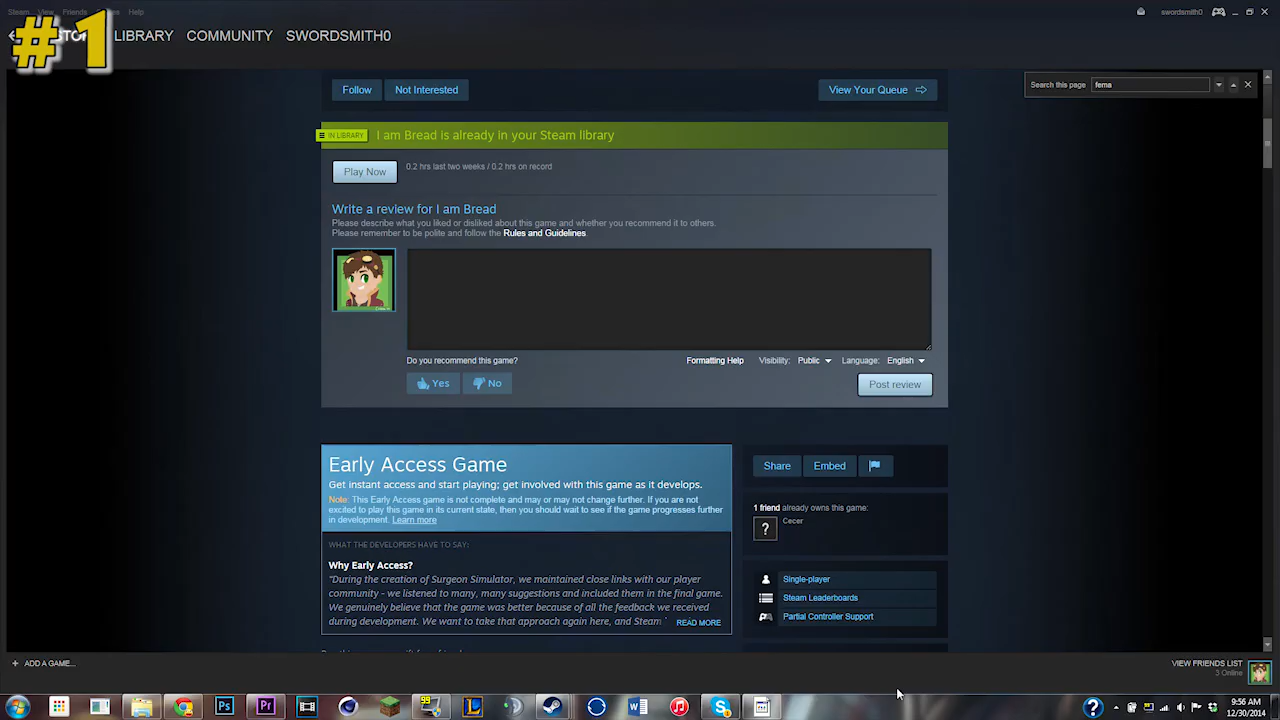 Steam View Friends Help
swordsmith0
#1
LIBRARY COMMUNITY SWORDSMITH0
Follow Not Interested View Your Queue
Search this page fema
IN LIBRARY I am Bread is already in your Steam library
Play Now 0.2 hrs last two weeks / 0.2 hrs on record
Write a review for I am Bread
Please describe what you liked or disliked about this game and whether you recommend it to others.
Please remember to be polite and follow the Rules and Guidelines.
Do you recommend this game? Formatting Help Visibility: Public Language: English
Yes No Post review
Early Access Game
Get instant access and start playing; get involved with this game as it develops.
Note: This Early Access game is not complete and may or may not change further. If you are
not excited to play this game in its current state, then you should wait to see if the game progresses further
in development. Learn more
WHAT THE DEVELOPERS HAVE TO SAY:
Why Early Access?
“During the creation of Surgeon Simulator, we maintained close links with our player
community - we listened to many, many suggestions and included them in the final game.
We genuinely believe that the game was better because of all the feedback we received
during development. We want to take that approach again here, and Steam
READ MORE
Share Embed
1 friend already owns this game:
? Cecer
Single-player
Steam Leaderboards
Partial Controller Support
+ ADD A GAME...
VIEW FRIENDS LIST
3 Online
Ps Pr 99 L W S ?
9:56 AM
12/30/2014